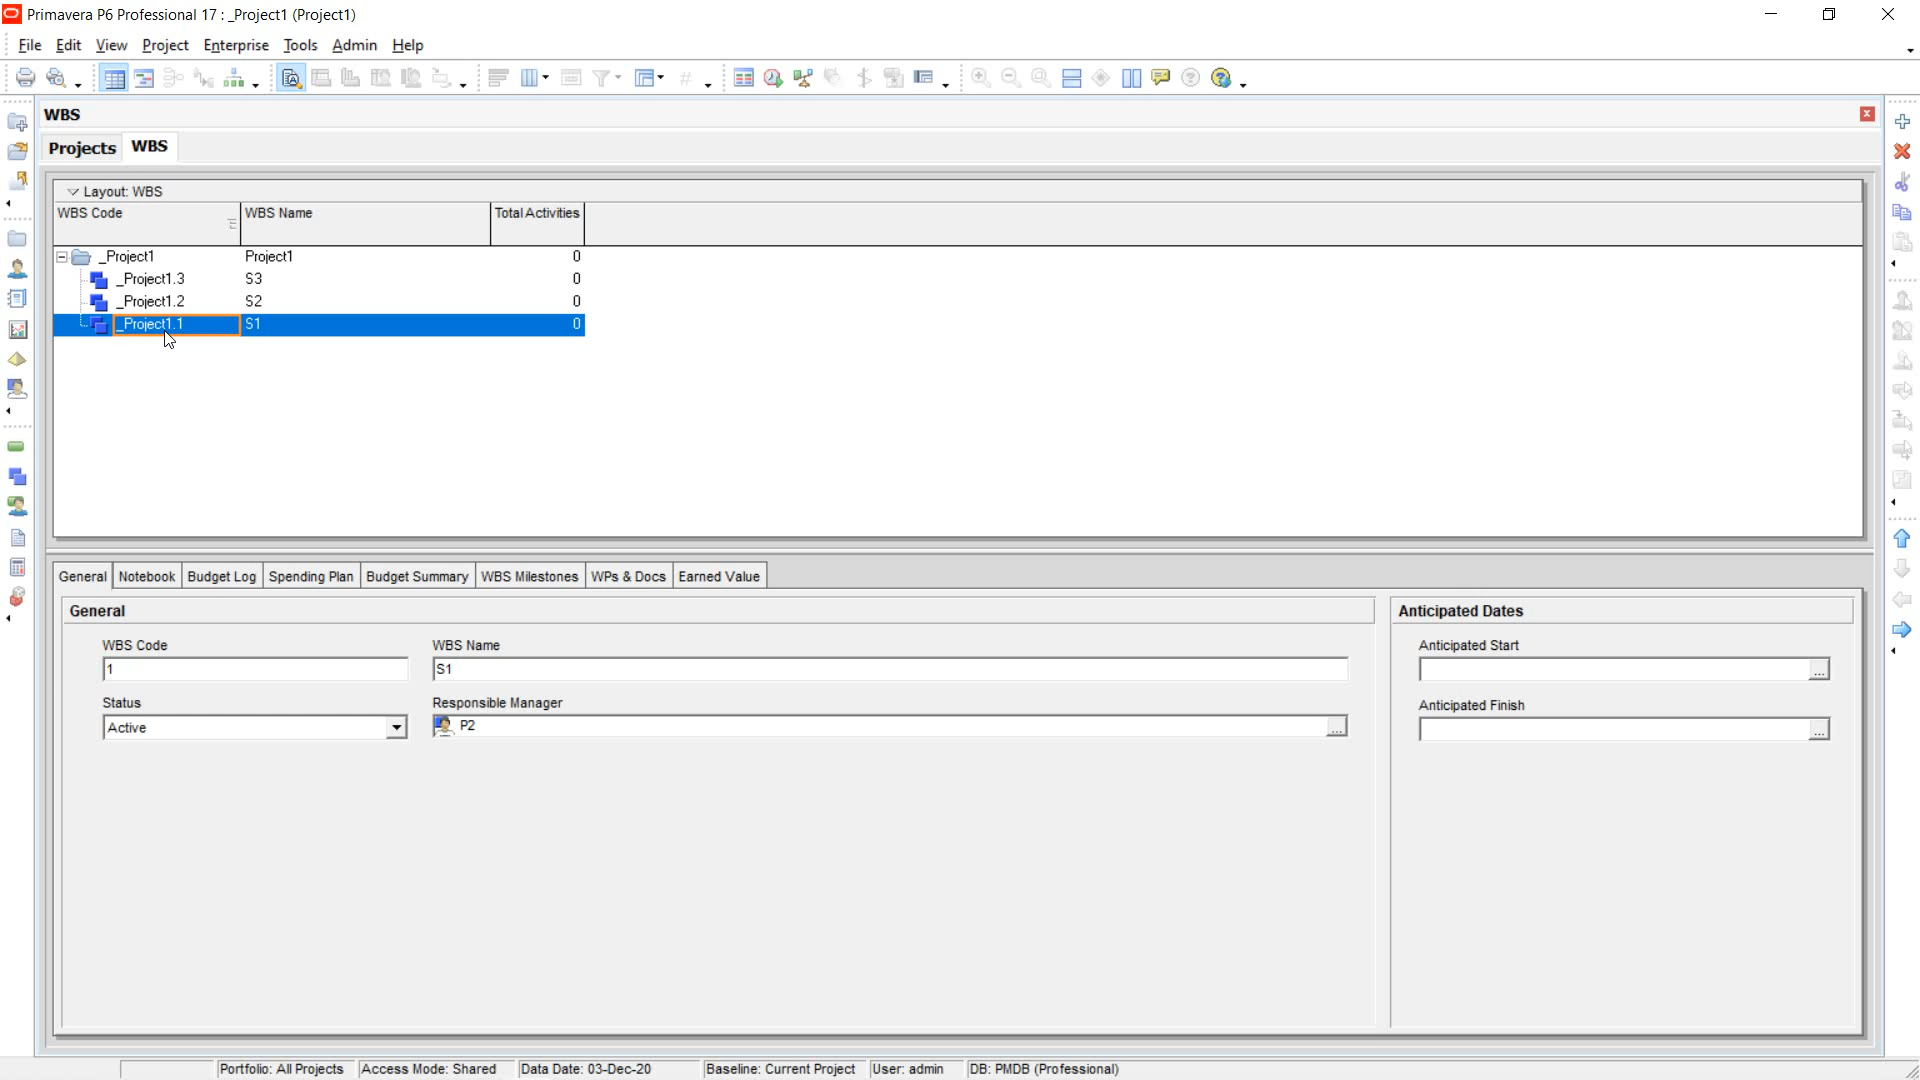 Primavera P6 Professional 17 : _Project1 (Project1)
File Edit View Project Enterprise Tools Admin Help
WBS
Projects WBS
Layout: WBS
WBS Code WBS Name Total Activities
_Project1 Project1 0
_Project1.3 S3 0
_Project1.2 S2 0
_Project1.1 S1 0
General Notebook Budget Log Spending Plan Budget Summary WBS Milestones WPs & Docs Earned Value
General Anticipated Dates
WBS Code WBS Name Anticipated Start
1 S1 ...
Status Responsible Manager Anticipated Finish
Active P2 ... ...
Portfolio: All Projects Access Mode: Shared Data Date: 03-Dec-20 Baseline: Current Project User: admin DB: PMDB (Professional)